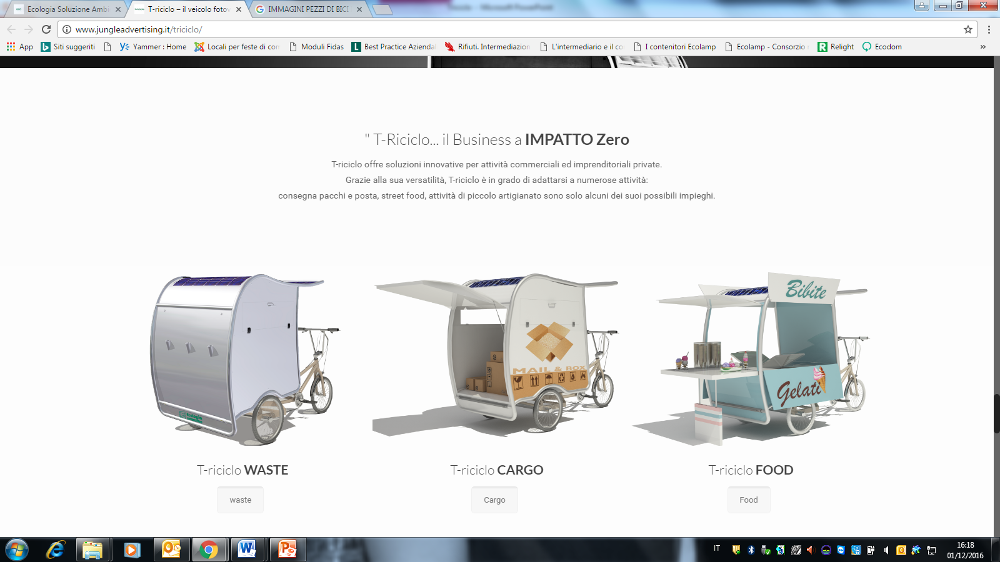 Ecologia Soluzione Ambi
T-riciclo – il veicolo fotov
IMMAGINI PEZZI DI BICI
www.jungleadvertising.it/triciclo/
App
Siti suggeriti
Yammer : Home
Locali per feste di con
Moduli Fidas
Best Practice Aziendal
Rifiuti. Intermediazion
L'intermediario e il co
I contenitori Ecolamp
Ecolamp - Consorzio
Relight
Ecodom
»
" T-Riciclo... il Business a IMPATTO Zero
T-riciclo offre soluzioni innovative per attività commerciali ed imprenditoriali private.
Grazie alla sua versatilità, T-riciclo è in grado di adattarsi a numerose attività:
consegna pacchi e posta, street food, attività di piccolo artigianato sono solo alcuni dei suoi possibili impieghi.
Ecologia
MAIL & BOX
Bibite
Gelati
T-riciclo WASTE
T-riciclo CARGO
T-riciclo FOOD
waste
Cargo
Food
IT
16:18
01/12/2016